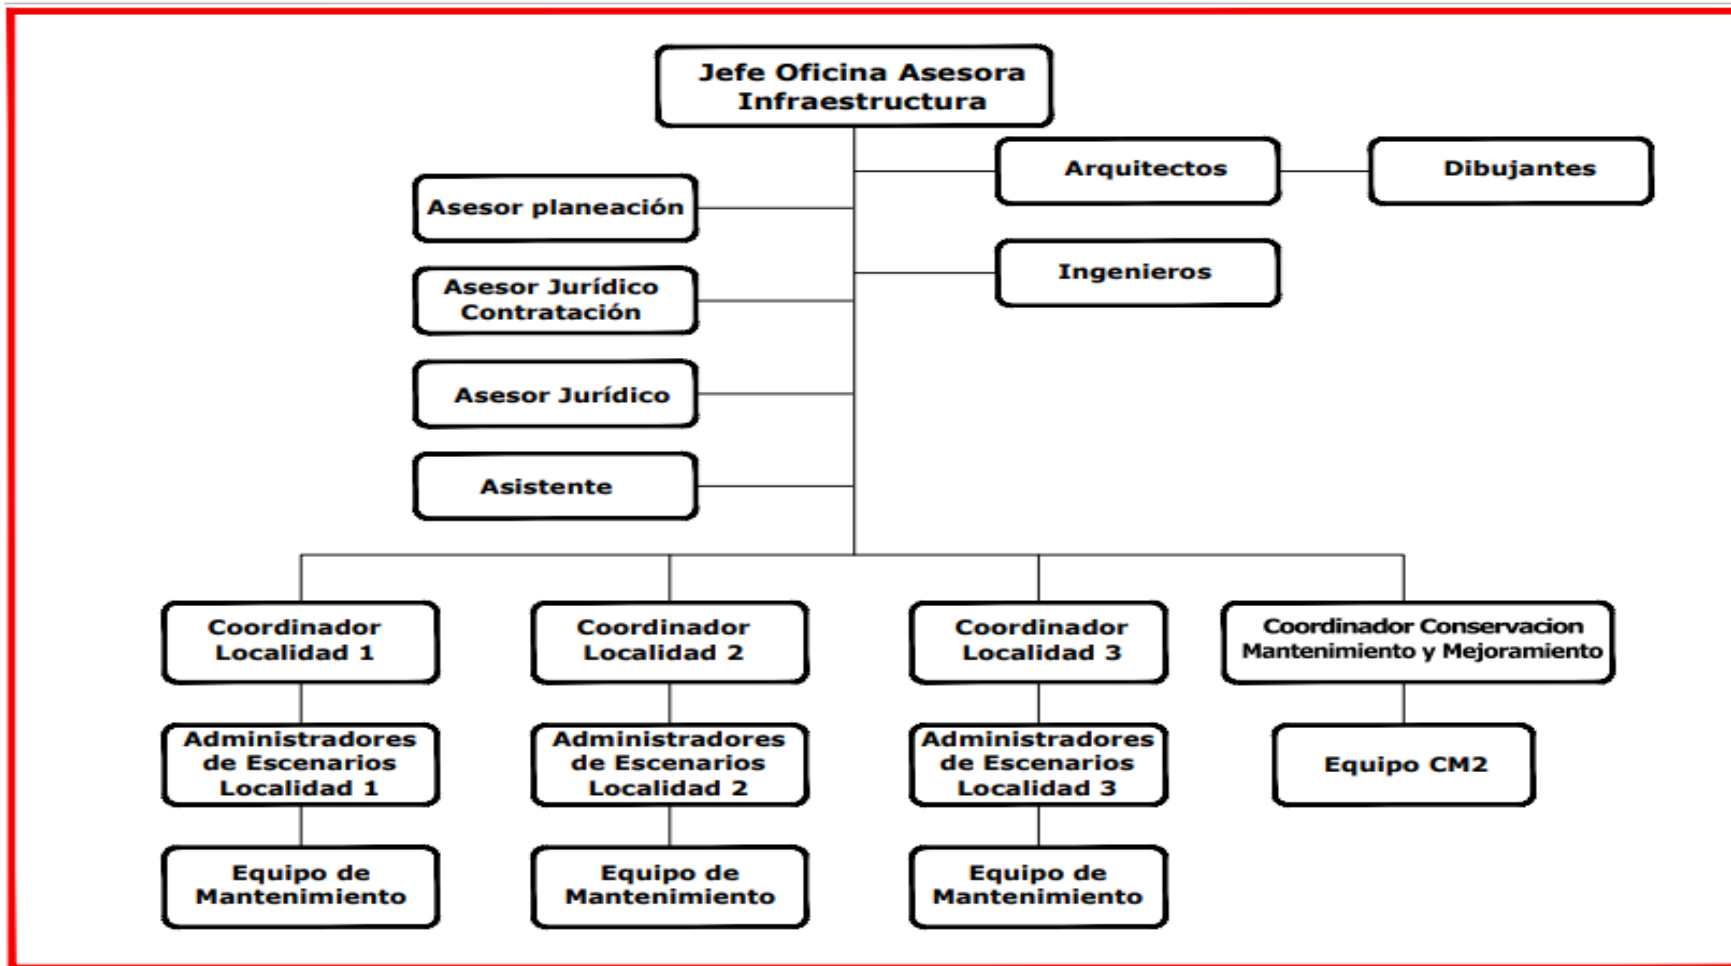 Jefe Oficina Asesora
Infraestructura
Arquitectos
Dibujantes
Asesor planeación
Ingenieros
Asesor Jurídico
Contratación
Asesor Jurídico
Asistente
Coordinador
Localidad 1
Coordinador
Localidad 2
Coordinador
Localidad 3
Coordinador Conservacion
Mantenimiento y Mejoramiento
Administradores
de Escenarios
Localidad 1
Administradores
de Escenarios
Localidad 2
Administradores
de Escenarios
Localidad 3
Equipo CM2
Equipo de
Mantenimiento
Equipo de
Mantenimiento
Equipo de
Mantenimiento